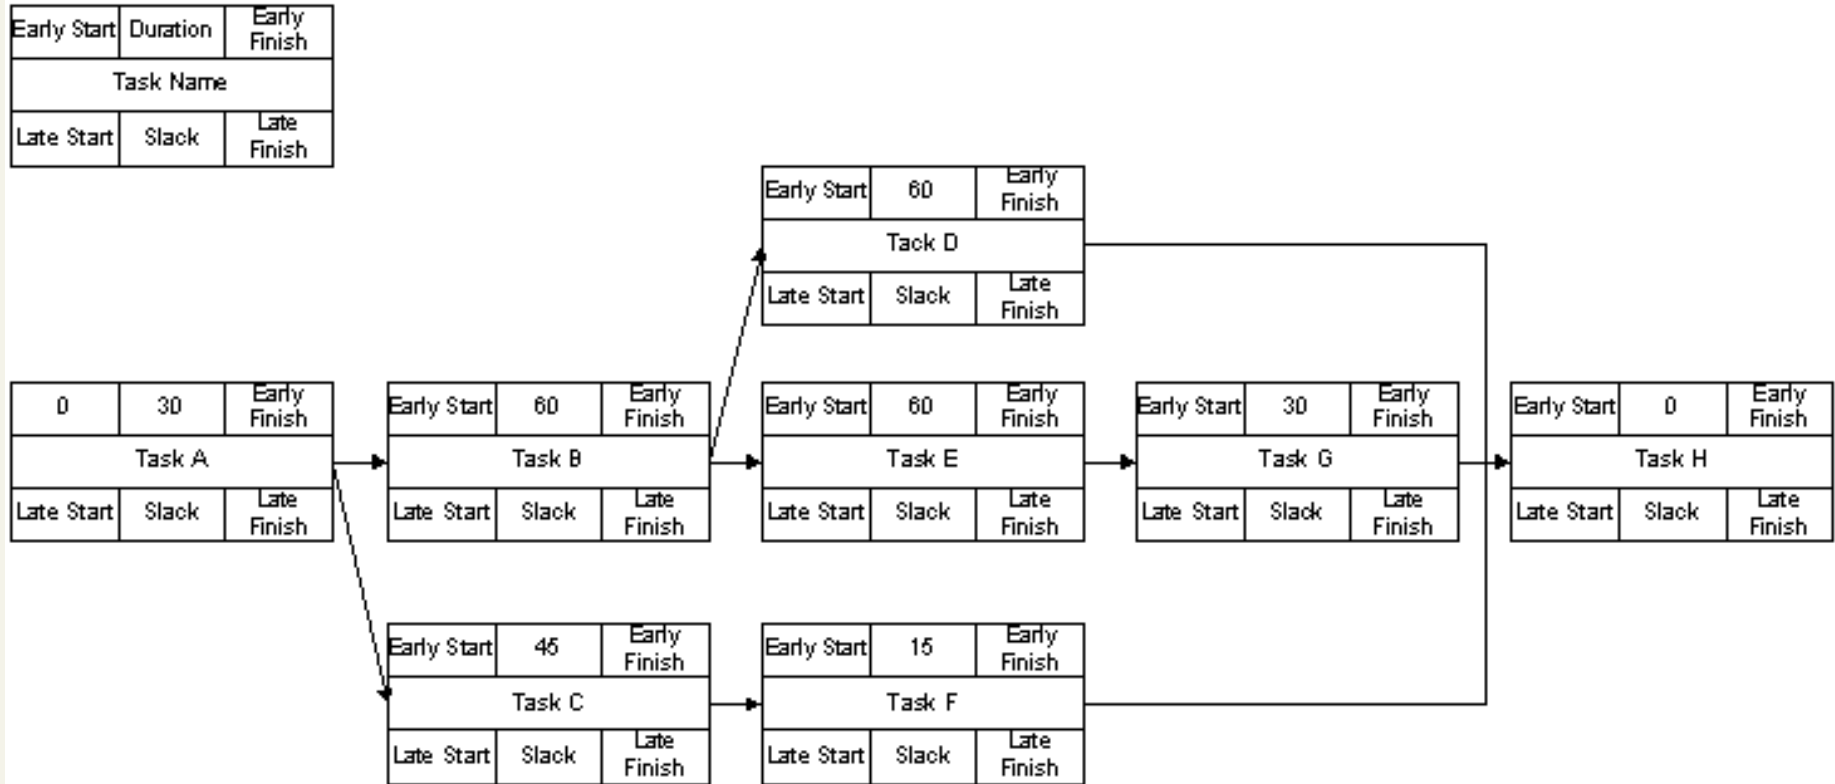 Early Start Duration Early
Finish
Task Name
Late Start Slack Late
Finish
Early Start 60 Early
Finish
Tack D
Late Start Slack Late
Finish
0 30 Early
Finish
Task A
Late Start Slack Late
Finish
Early Start 60 Early
Finish
Task B
Late Start Slack Late
Finish
Early Start 60 Early
Finish
Task E
Late Start Slack Late
Finish
Early Start 30 Early
Finish
Task G
Late Start Slack Late
Finish
Early Start 0 Early
Finish
Task H
Late Start Slack Late
Finish
Early Start 45 Early
Finish
Task C
Late Start Slack Late
Finish
Early Start 15 Early
Finish
Task F
Late Start Slack Late
Finish